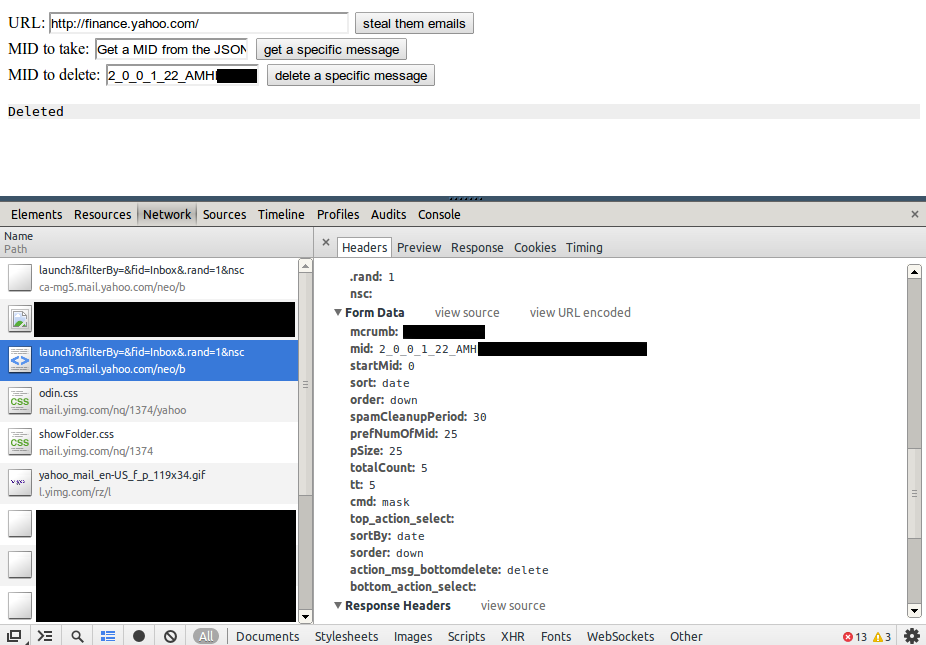 URL: http://finance.yahoo.com/ steal them emails
MID to take: Get a MID from the JSON get a specific message
MID to delete: 2_0_0_1_22_AMH delete a specific message
Deleted
Elements Resources Network Sources Timeline Profiles Audits Console ×
Name
Path
× Headers Preview Response Cookies Timing
launch?&filterBy=&fid=Inbox&.rand=1&nsc
ca-mg5.mail.yahoo.com/neo/b
launch?&filterBy=&fid=Inbox&.rand=1&nsc
ca-mg5.mail.yahoo.com/neo/b
odin.css
mail.yimg.com/nq/1374/yahoo
showFolder.css
mail.yimg.com/nq/1374
yahoo_mail_en-US_f_p_119x34.gif
l.yimg.com/rz/l
.rand: 1
nsc:
Form Data view source view URL encoded
mcrumb:
mid: 2_0_0_1_22_AMH
startMid: 0
sort: date
order: down
spamCleanupPeriod: 30
prefNumOfMid: 25
pSize: 25
totalCount: 5
tt: 5
cmd: mask
top_action_select:
sortBy: date
sorder: down
action_msg_bottomdelete: delete
bottom_action_select:
Response Headers view source
All Documents Stylesheets Images Scripts XHR Fonts WebSockets Other 13 3